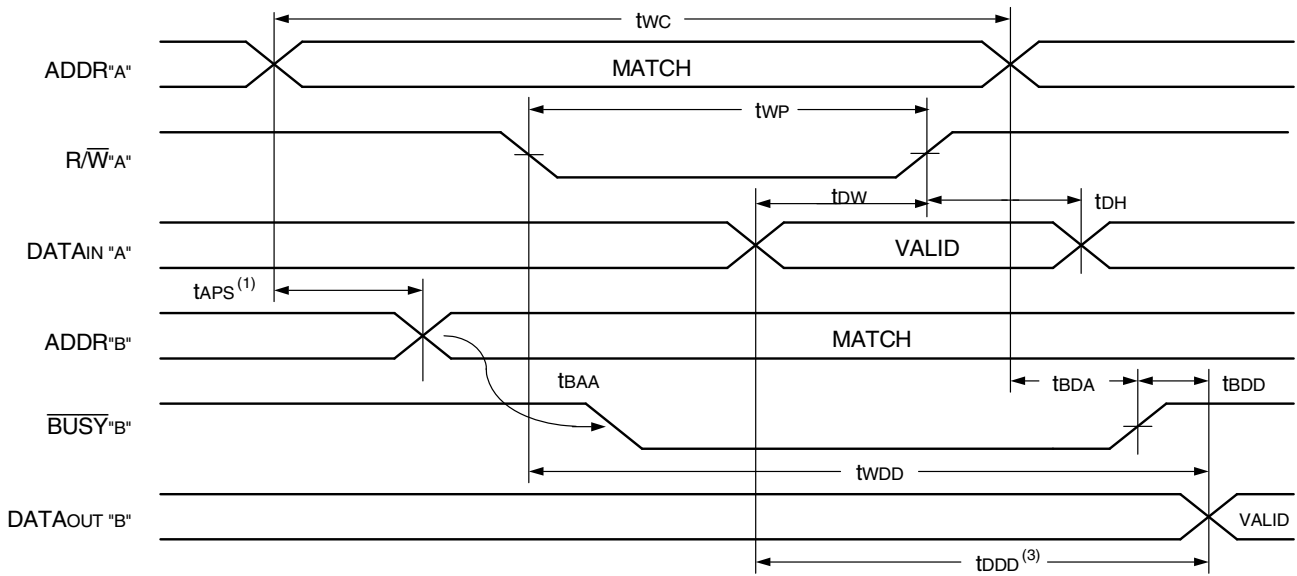 tWC
ADDR"A" MATCH
tWP
R/W̅"A"
tDW tDH
DATAIN "A" VALID
tAPS (1)
ADDR"B" MATCH
tBAA tBDA tBDD
B̅U̅S̅Y̅"B"
tWDD
DATAOUT "B" VALID
tDDD (3)